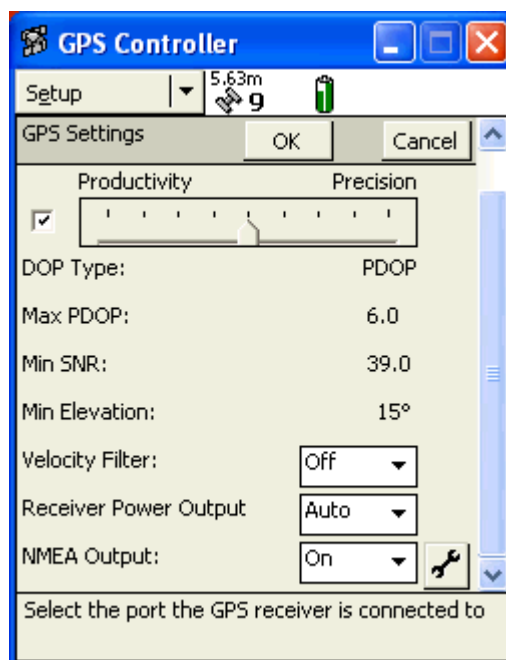 GPS Controller
Setup
5.63m
9
GPS Settings OK Cancel
Productivity Precision
DOP Type: PDOP
Max PDOP: 6.0
Min SNR: 39.0
Min Elevation: 15°
Velocity Filter: Off
Receiver Power Output Auto
NMEA Output: On
Select the port the GPS receiver is connected to